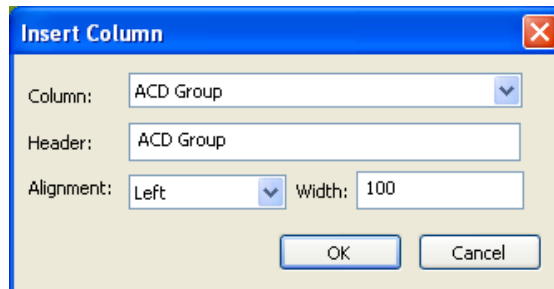 Insert Column
Column: ACD Group
Header: ACD Group
Alignment: Left Width: 100
OK Cancel